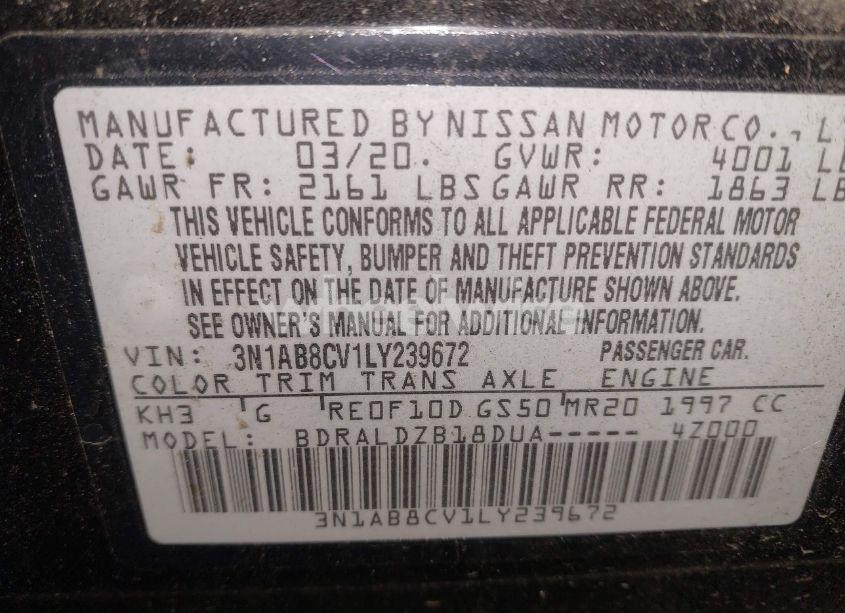 MANUFACTURED BY NISSAN MOTOR CO.,
DATE: 03/20. GVWR: 4001 LB
GAWR FR: 2161 LBS GAWR RR: 1863 LB
THIS VEHICLE CONFORMS TO ALL APPLICABLE FEDERAL MOTOR
VEHICLE SAFETY, BUMPER AND THEFT PREVENTION STANDARDS
IN EFFECT ON THE DATE OF MANUFACTURE SHOWN ABOVE.
SEE OWNER'S MANUAL FOR ADDITIONAL INFORMATION.
VIN: 3N1AB8CV1LY239672 PASSENGER CAR.
COLOR TRIM TRANS AXLE ENGINE
KH3 G RE0F10D GS50 MR20 1997 CC
MODEL: BDRALDZB18DUA----- 4Z000
3N1AB8CV1LY239672